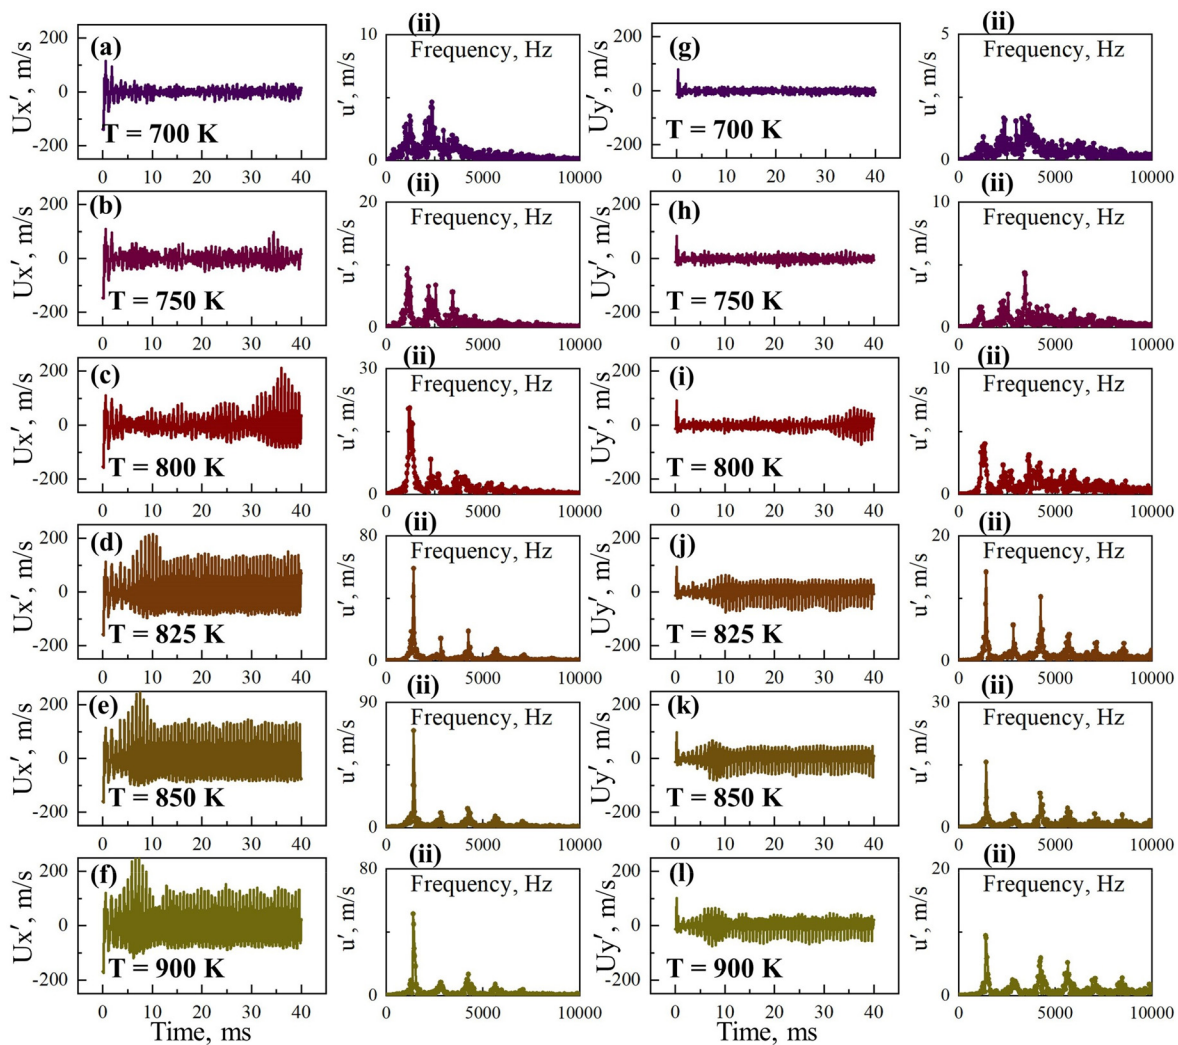 (a)
Ux′, m/s
200
0
-200
T = 700 K
0 10 20 30 40
(ii)
Frequency, Hz
u′, m/s
10
5
0
0 5000 10000
(g)
Uy′, m/s
200
0
-200
T = 700 K
0 10 20 30 40
(ii)
Frequency, Hz
u′, m/s
5
0
0 5000 10000
(b)
Ux′, m/s
200
0
-200
T = 750 K
0 10 20 30 40
(ii)
Frequency, Hz
u′, m/s
20
10
0
0 5000 10000
(h)
Uy′, m/s
200
0
-200
T = 750 K
0 10 20 30 40
(ii)
Frequency, Hz
u′, m/s
10
5
0
0 5000 10000
(c)
Ux′, m/s
200
0
-200
T = 800 K
0 10 20 30 40
(ii)
Frequency, Hz
u′, m/s
30
0
0 5000 10000
(i)
Uy′, m/s
200
0
-200
T = 800 K
0 10 20 30 40
(ii)
Frequency, Hz
u′, m/s
10
5
0
0 5000 10000
(d)
Ux′, m/s
200
0
-200
T = 825 K
0 10 20 30 40
(ii)
Frequency, Hz
u′, m/s
80
0
0 5000 10000
(j)
Uy′, m/s
200
0
-200
T = 825 K
0 10 20 30 40
(ii)
Frequency, Hz
u′, m/s
20
10
0
0 5000 10000
(e)
Ux′, m/s
200
0
-200
T = 850 K
0 10 20 30 40
(ii)
Frequency, Hz
u′, m/s
90
0
0 5000 10000
(k)
Uy′, m/s
200
0
-200
T = 850 K
0 10 20 30 40
(ii)
Frequency, Hz
u′, m/s
30
0
0 5000 10000
(f)
Ux′, m/s
200
0
-200
T = 900 K
0 10 20 30 40
Time, ms
(ii)
Frequency, Hz
u′, m/s
80
0
0 5000 10000
(l)
Uy′, m/s
200
0
-200
T = 900 K
0 10 20 30 40
Time, ms
(ii)
Frequency, Hz
u′, m/s
20
10
0
0 5000 10000